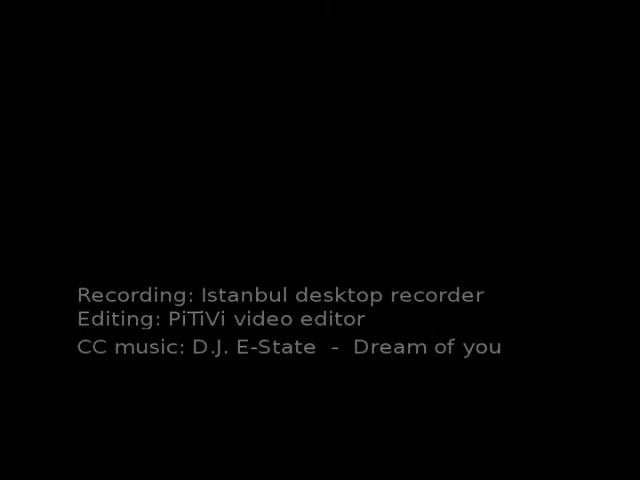 Recording: Istanbul desktop recorder
Editing: PiTiVi video editor
CC music: D.J. E-State - Dream of you